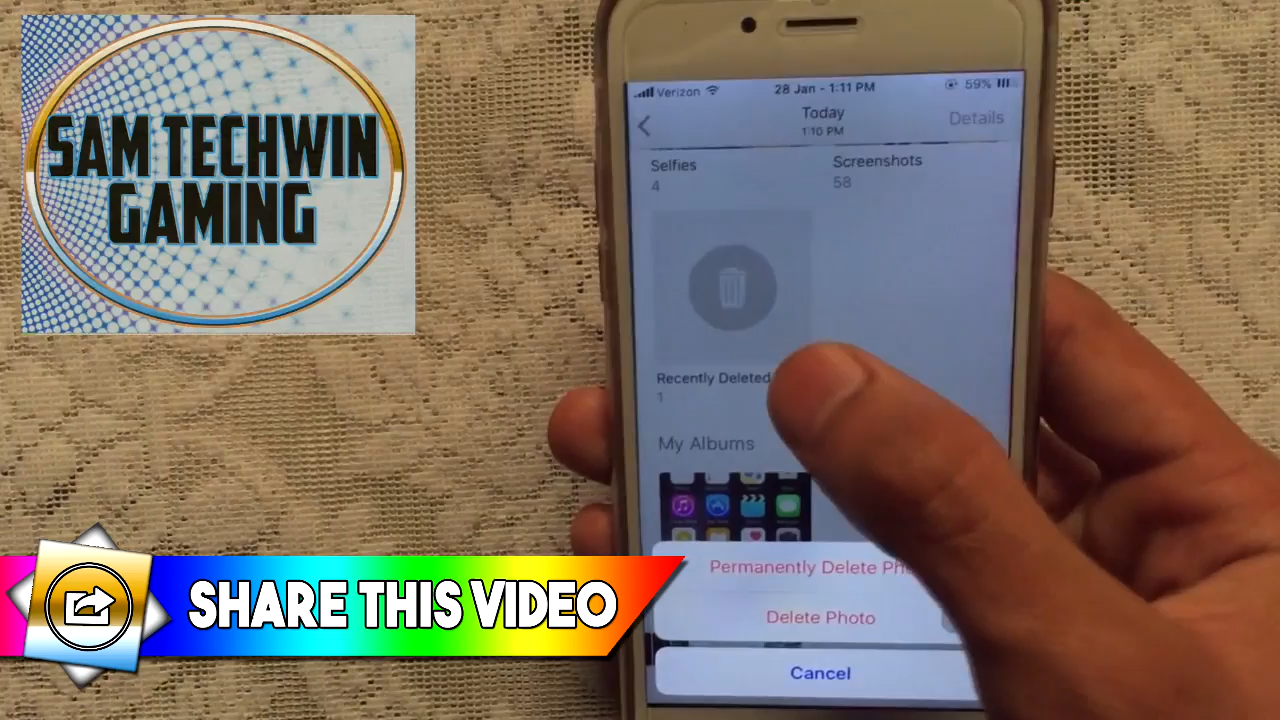 SAM TECHWIN
GAMING
Verizon
28 Jan - 1:11 PM
59%
Today
1:10 PM
Details
Selfies
4
Screenshots
58
Recently Deleted
1
My Albums
Permanently Delete
Delete Photo
Cancel
SHARE THIS VIDEO